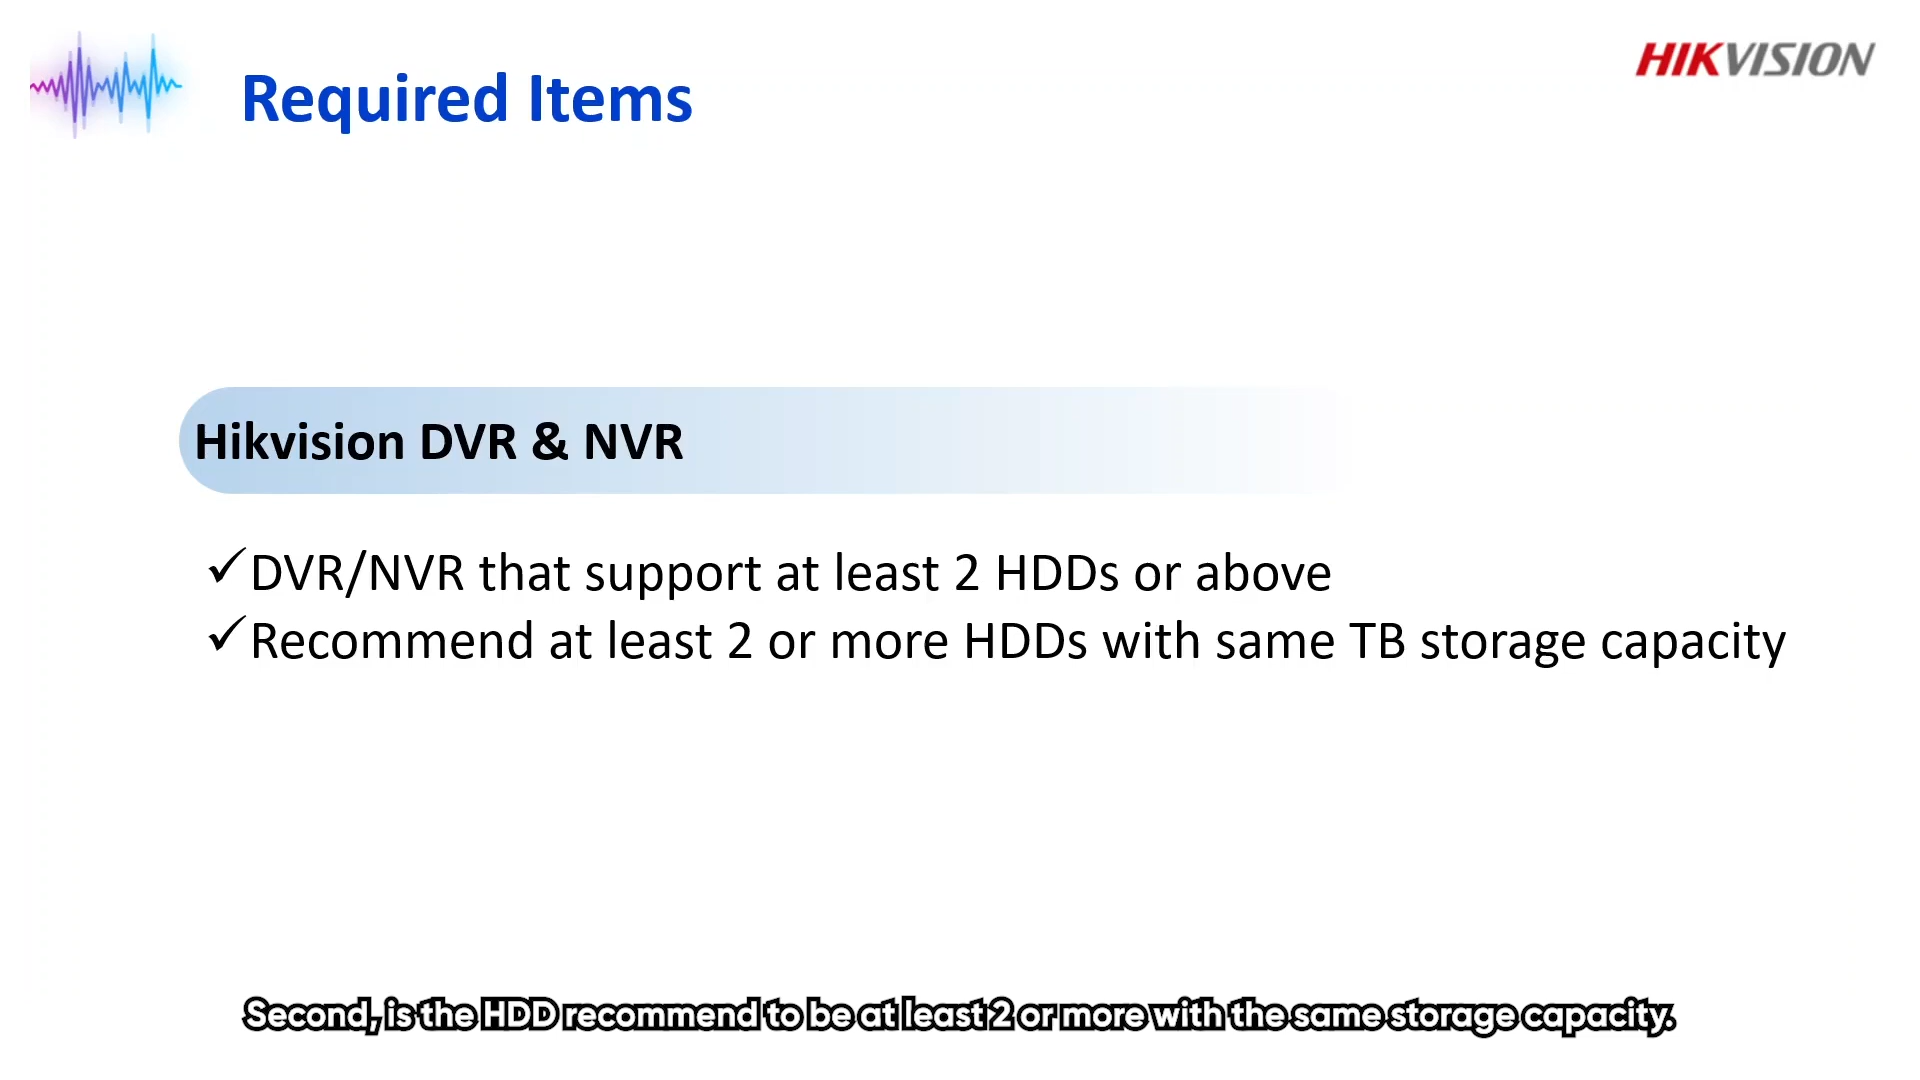 HIKVISION
Required Items
Hikvision DVR & NVR
✓DVR/NVR that support at least 2 HDDs or above
✓Recommend at least 2 or more HDDs with same TB storage capacity
Second, is the HDD recommend to be at least 2 or more with the same storage capacity.